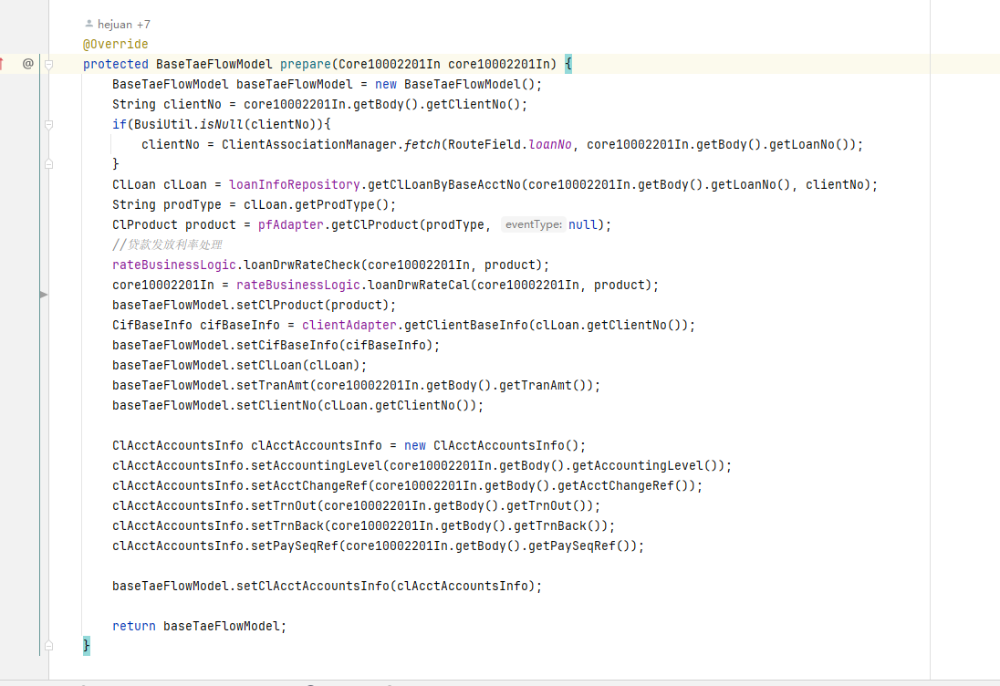 hejuan +7
@Override
@
protected BaseTaeFlowModel prepare(Core10002201In core10002201In) {
BaseTaeFlowModel baseTaeFlowModel = new BaseTaeFlowModel();
String clientNo = core10002201In.getBody().getClientNo();
if(BusiUtil.isNull(clientNo)){
clientNo = ClientAssociationManager.fetch(RouteField.loanNo, core10002201In.getBody().getLoanNo());
}
ClLoan clLoan = loanInfoRepository.getClLoanByBaseAcctNo(core10002201In.getBody().getLoanNo(), clientNo);
String prodType = clLoan.getProdType();
ClProduct product = pfAdapter.getClProduct(prodType, eventType: null);
//贷款发放利率处理
rateBusinessLogic.loanDrwRateCheck(core10002201In, product);
core10002201In = rateBusinessLogic.loanDrwRateCal(core10002201In, product);
baseTaeFlowModel.setClProduct(product);
CifBaseInfo cifBaseInfo = clientAdapter.getClientBaseInfo(clLoan.getClientNo());
baseTaeFlowModel.setCifBaseInfo(cifBaseInfo);
baseTaeFlowModel.setClLoan(clLoan);
baseTaeFlowModel.setTranAmt(core10002201In.getBody().getTranAmt());
baseTaeFlowModel.setClientNo(clLoan.getClientNo());
ClAcctAccountsInfo clAcctAccountsInfo = new ClAcctAccountsInfo();
clAcctAccountsInfo.setAccountingLevel(core10002201In.getBody().getAccountingLevel());
clAcctAccountsInfo.setAcctChangeRef(core10002201In.getBody().getAcctChangeRef());
clAcctAccountsInfo.setTrnOut(core10002201In.getBody().getTrnOut());
clAcctAccountsInfo.setTrnBack(core10002201In.getBody().getTrnBack());
clAcctAccountsInfo.setPaySeqRef(core10002201In.getBody().getPaySeqRef());
baseTaeFlowModel.setClAcctAccountsInfo(clAcctAccountsInfo);
return baseTaeFlowModel;
}